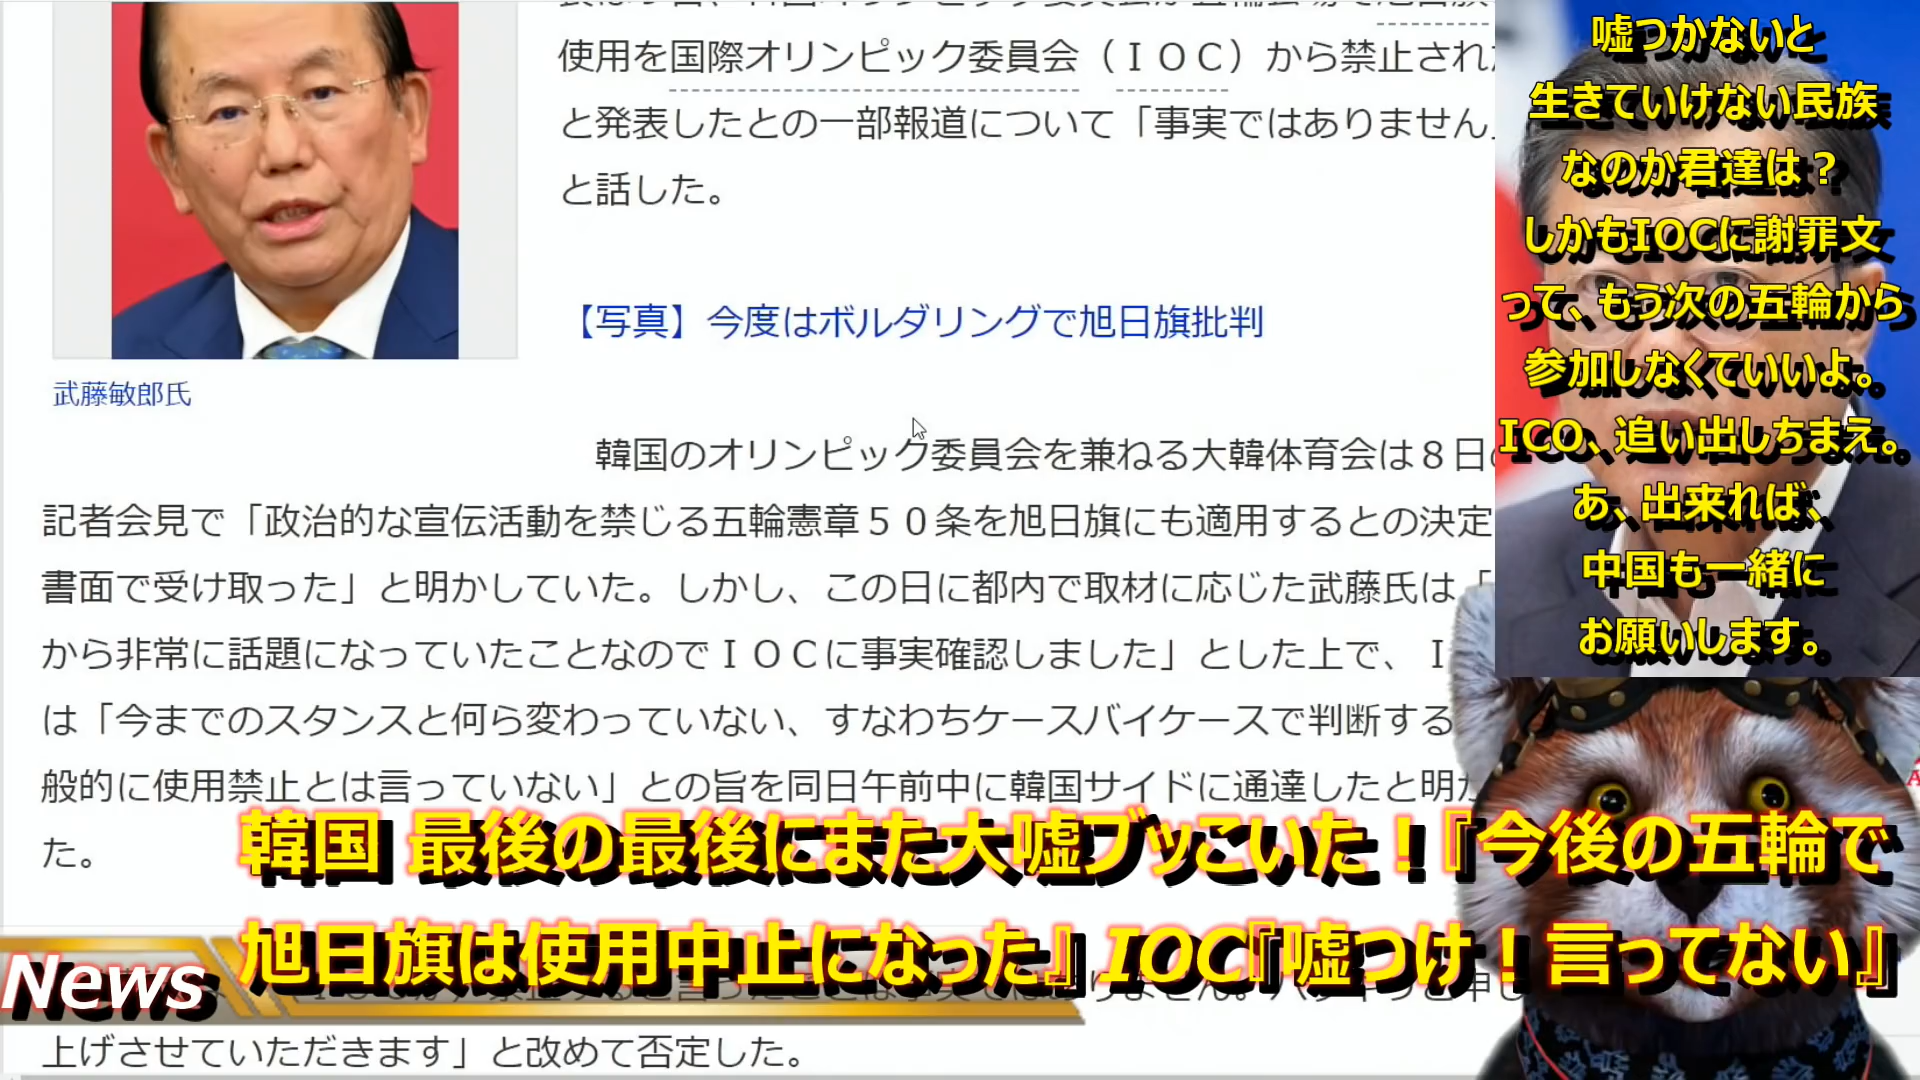 使用を国際オリンピック委員会（ＩＯＣ）から禁止された
と発表したとの一部報道について「事実ではありません」
と話した。
【写真】今度はボルダリングで旭日旗批判
武藤敏郎氏
韓国のオリンピック委員会を兼ねる大韓体育会は８日の
記者会見で「政治的な宣伝活動を禁じる五輪憲章５０条を旭日旗にも適用するとの決定
書面で受け取った」と明かしていた。しかし、この日に都内で取材に応じた武藤氏は「
から非常に話題になっていたことなのでＩＯＣに事実確認しました」とした上で、Ｉ
は「今までのスタンスと何ら変わっていない、すなわちケースバイケースで判断する
般的に使用禁止とは言っていない」との旨を同日午前中に韓国サイドに通達したと明か
た。
上げさせていただきます」と改めて否定した。
嘘つかないと
生きていけない民族
なのか君達は？
しかもIOCに謝罪文
って、もう次の五輪から
参加しなくていいよ。
ICO、追い出しちまえ。
あ、出来れば、
中国も一緒に
お願いします。
韓国 最後の最後にまた大嘘ブッこいた！『今後の五輪で
旭日旗は使用中止になった』IOC『嘘つけ！言ってない』
News